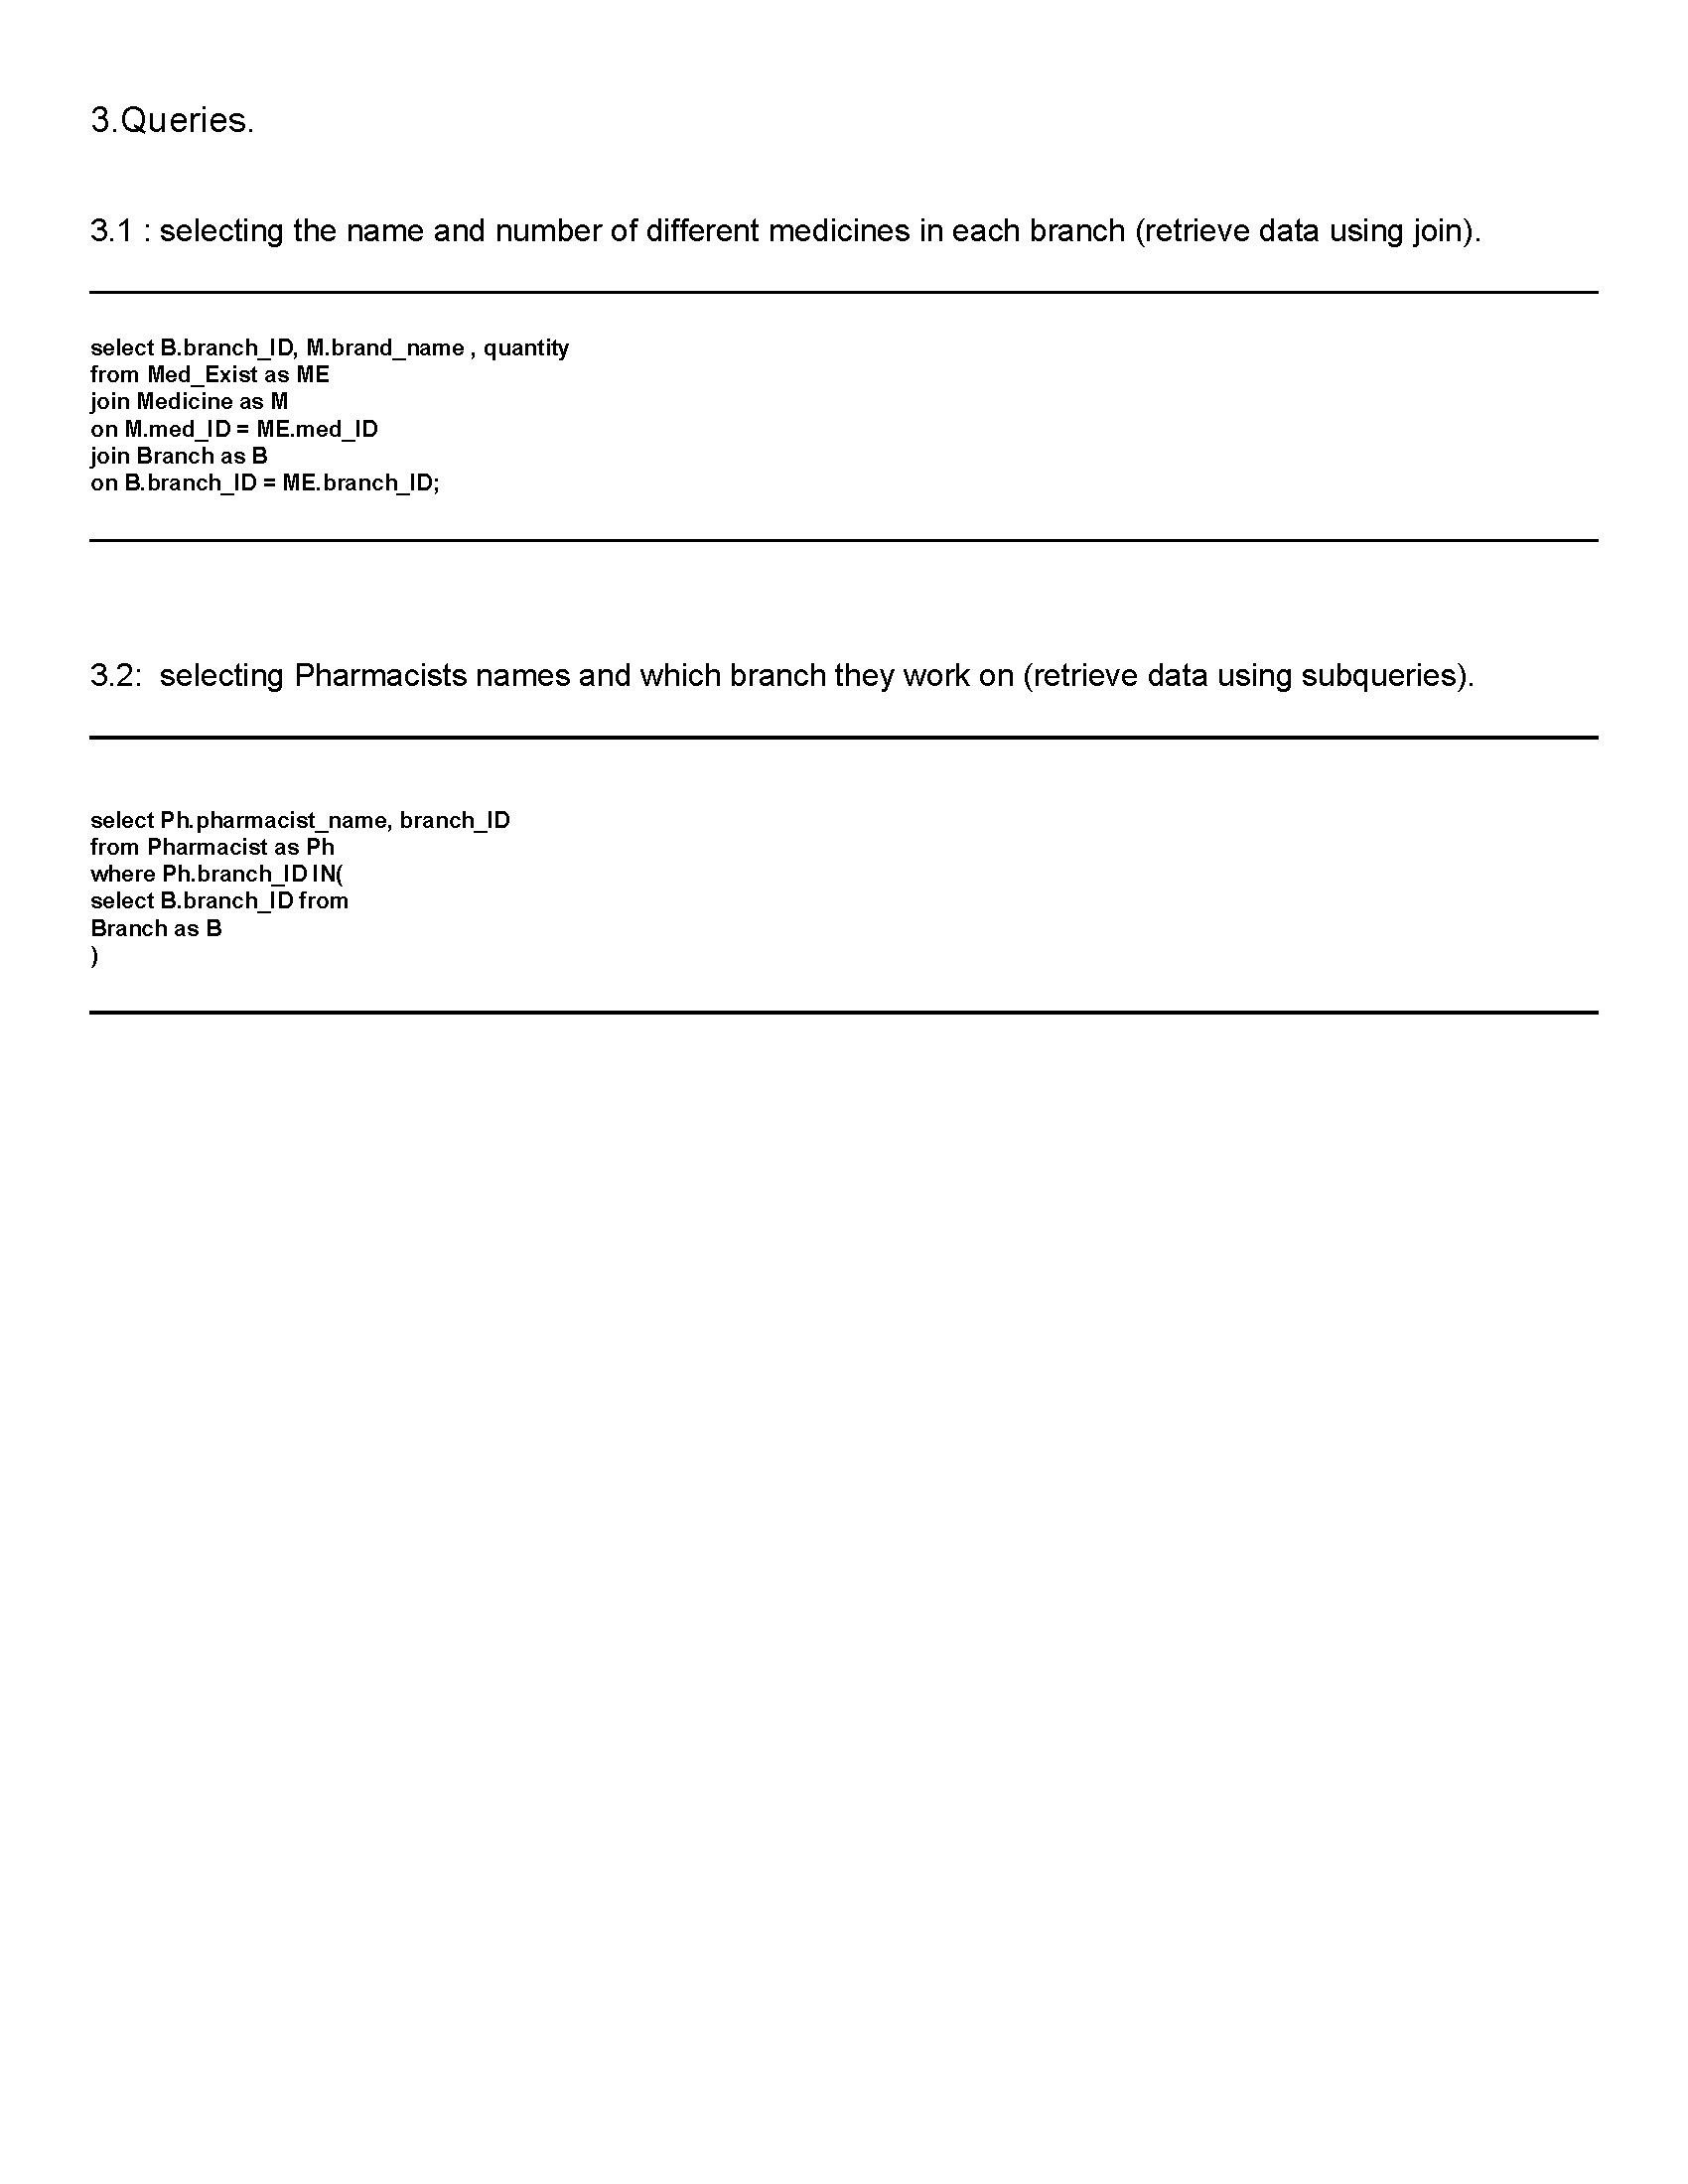 3.Queries.
3.1 : selecting the name and number of different medicines in each branch (retrieve data using join).
select B.branch_ID, M.brand_name , quantity
from Med_Exist as ME
join Medicine as M
on M.med_ID = ME.med_ID
join Branch as B
on B.branch_ID = ME.branch_ID;
3.2:  selecting Pharmacists names and which branch they work on (retrieve data using subqueries).
select Ph.pharmacist_name, branch_ID
from Pharmacist as Ph
where Ph.branch_ID IN(
select B.branch_ID from
Branch as B
)